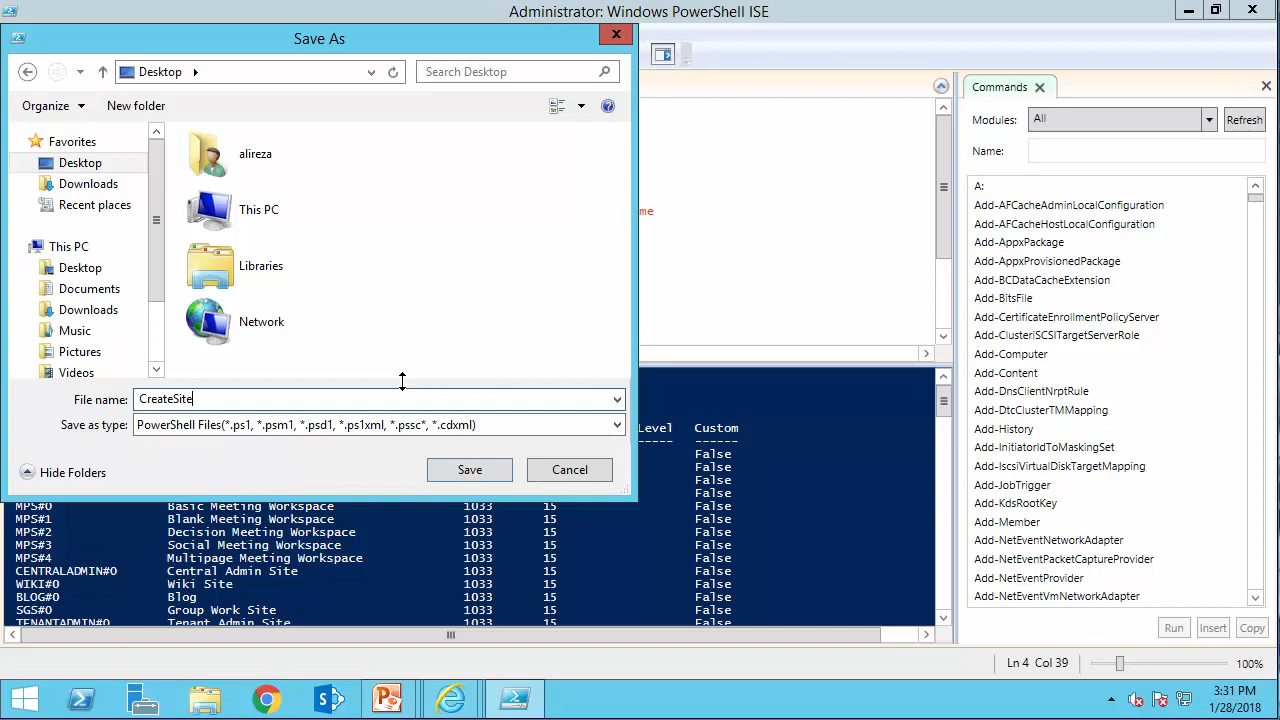 Administrator: Windows PowerShell ISE
Save As
Desktop
Search Desktop
Organize
New folder
Favorites
Desktop
Downloads
Recent places
This PC
Desktop
Documents
Downloads
Music
Pictures
Videos
alireza
This PC
Libraries
Network
File name: CreateSite
Save as type: PowerShell Files(*.ps1, *.psm1, *.psd1, *.ps1xml, *.pssc*, *.cdxml)
Hide Folders
Save
Cancel
me
Level Custom
----- ------
False
False
False
False
MPS#0 Basic Meeting Workspace 1033 15 False
MPS#1 Blank Meeting Workspace 1033 15 False
MPS#2 Decision Meeting Workspace 1033 15 False
MPS#3 Social Meeting Workspace 1033 15 False
MPS#4 Multipage Meeting Workspace 1033 15 False
CENTRALADMIN#0 Central Admin Site 1033 15 False
WIKI#0 Wiki Site 1033 15 False
BLOG#0 Blog 1033 15 False
SGS#0 Group Work Site 1033 15 False
TENANTADMIN#0 Tenant Admin Site 1033 15 False
Commands
Modules: All Refresh
Name:
A:
Add-AFCacheAdminLocalConfiguration
Add-AFCacheHostLocalConfiguration
Add-AppxPackage
Add-AppxProvisionedPackage
Add-BCDataCacheExtension
Add-BitsFile
Add-CertificateEnrollmentPolicyServer
Add-ClusteriSCSITargetServerRole
Add-Computer
Add-Content
Add-DnsClientNrptRule
Add-DtcClusterTMMapping
Add-History
Add-InitiatorIdToMaskingSet
Add-IscsiVirtualDiskTargetMapping
Add-JobTrigger
Add-KdsRootKey
Add-Member
Add-NetEventNetworkAdapter
Add-NetEventPacketCaptureProvider
Add-NetEventProvider
Add-NetEventVmNetworkAdapter
Run Insert Copy
Ln 4 Col 39
100%
3:31 PM
1/28/2018